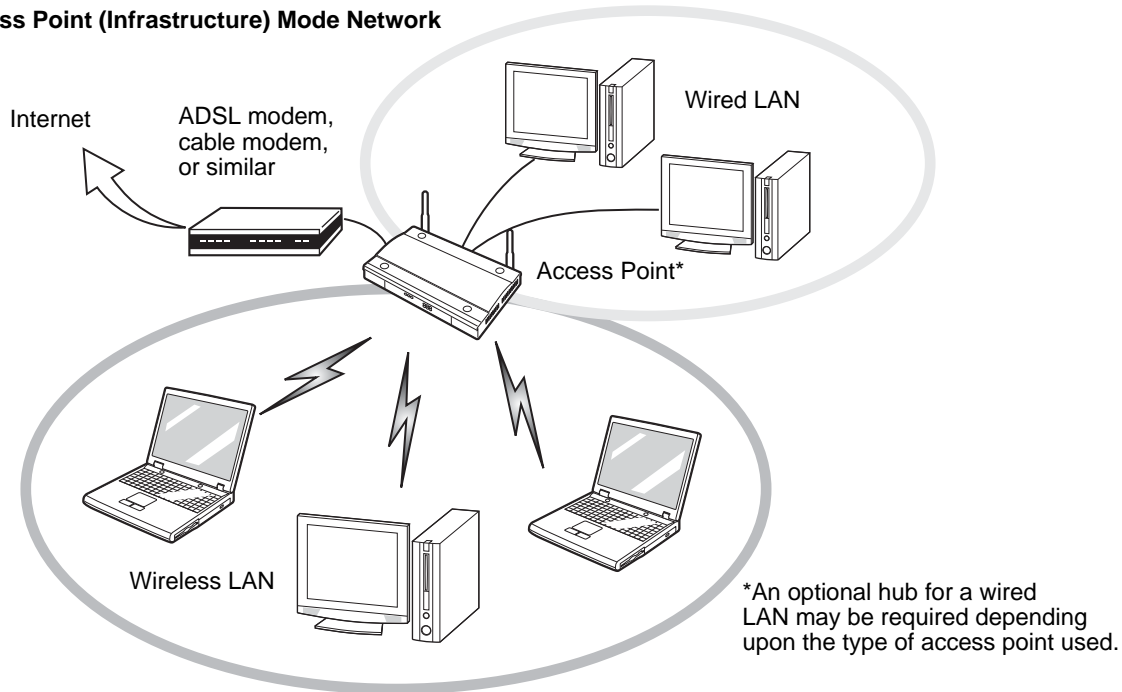 ss Point (Infrastructure) Mode Network
Internet
ADSL modem,
cable modem,
or similar
Wired LAN
Access Point*
Wireless LAN
*An optional hub for a wired
LAN may be required depending
upon the type of access point used.